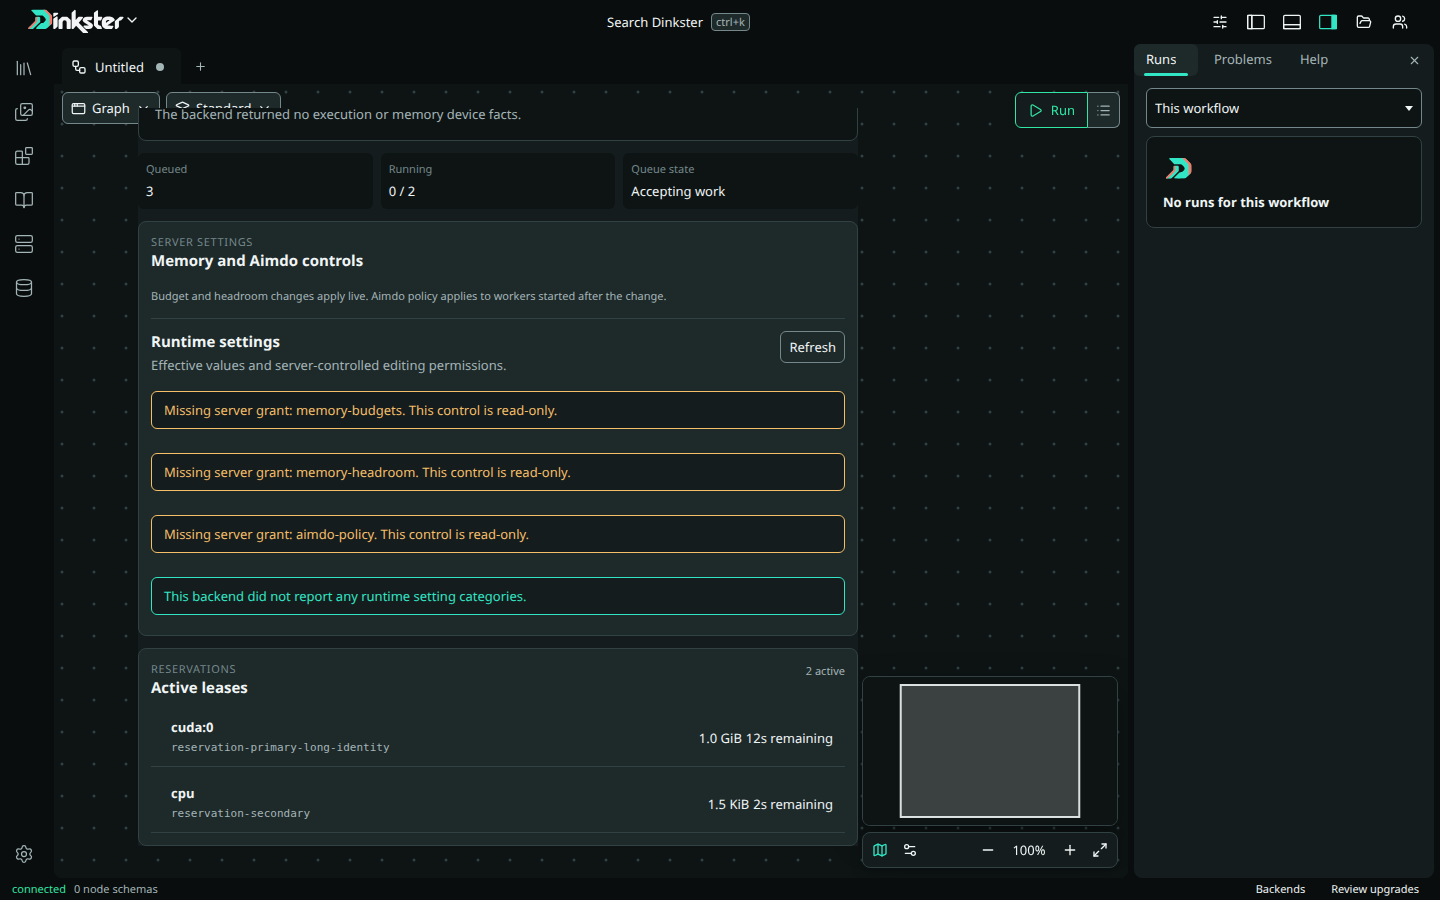 Dinkster
Search Dinkster ctrl+k
Untitled
Runs Problems Help
Graph Standard
Run
This workflow
The backend returned no execution or memory device facts.
Queued
3
Running
0 / 2
Queue state
Accepting work
No runs for this workflow
SERVER SETTINGS
Memory and Aimdo controls
Budget and headroom changes apply live. Aimdo policy applies to workers started after the change.
Runtime settings
Refresh
Effective values and server-controlled editing permissions.
Missing server grant: memory-budgets. This control is read-only.
Missing server grant: memory-headroom. This control is read-only.
Missing server grant: aimdo-policy. This control is read-only.
This backend did not report any runtime setting categories.
RESERVATIONS
2 active
Active leases
cuda:0
reservation-primary-long-identity
1.0 GiB 12s remaining
cpu
reservation-secondary
1.5 KiB 2s remaining
100%
connected 0 node schemas
Backends Review upgrades